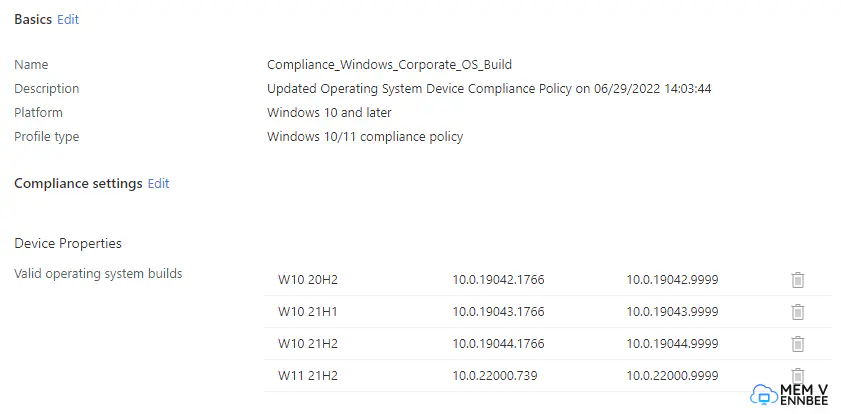 Basics Edit
Name Compliance_Windows_Corporate_OS_Build
Description Updated Operating System Device Compliance Policy on 06/29/2022 14:03:44
Platform Windows 10 and later
Profile type Windows 10/11 compliance policy
Compliance settings Edit
Device Properties
Valid operating system builds
W10 20H2 10.0.19042.1766 10.0.19042.9999
W10 21H1 10.0.19043.1766 10.0.19043.9999
W10 21H2 10.0.19044.1766 10.0.19044.9999
W11 21H2 10.0.22000.739 10.0.22000.9999
MEM V
ENNBEE